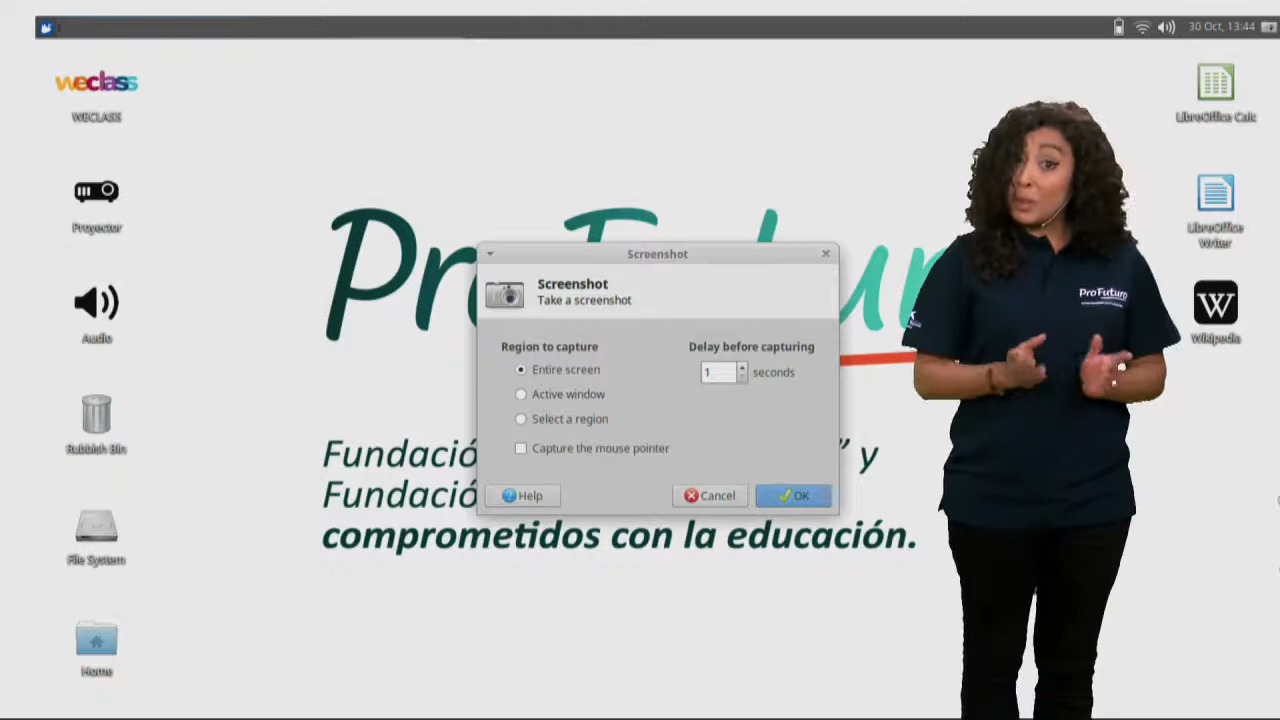 30 Oct, 13:44
weclass
WECLASS
Proyector
Audio
Rubbish Bin
File System
Home
LibreOffice Calc
LibreOffice
Writer
W
Wikipedia
ProFuturo
Screenshot
Screenshot
Take a screenshot
Region to capture
Entire screen
Active window
Select a region
Capture the mouse pointer
Delay before capturing
1 seconds
Help
Cancel
OK
Fundació
” y
Fundació
comprometidos con la educación.